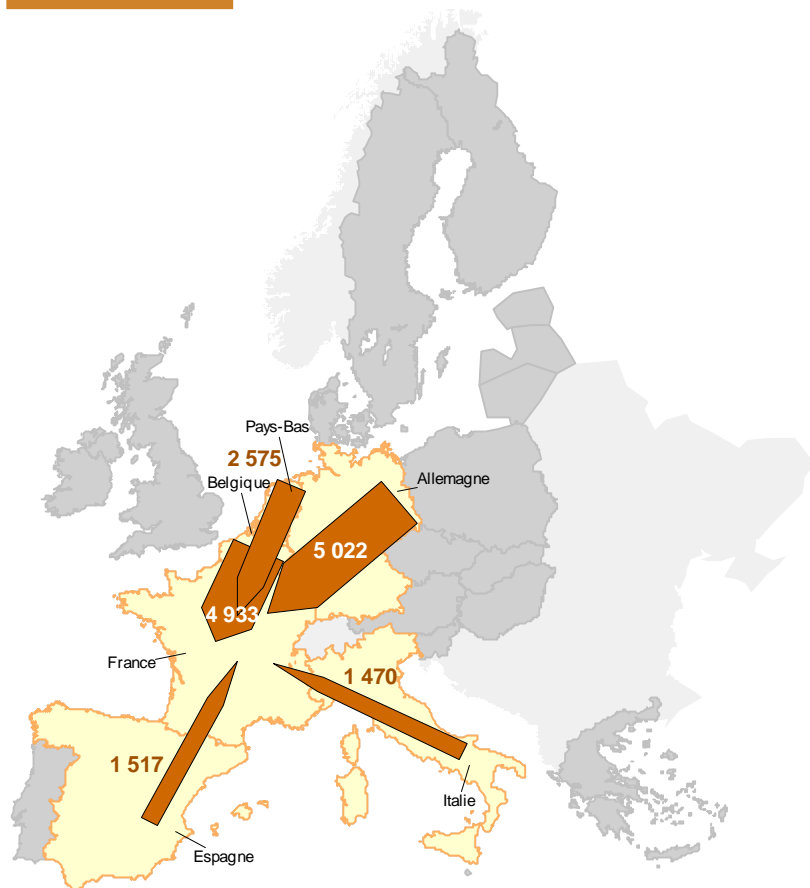 Pays-Bas
2 575
Belgique
Allemagne
5 022
4 933
France
1 470
1 517
Italie
Espagne